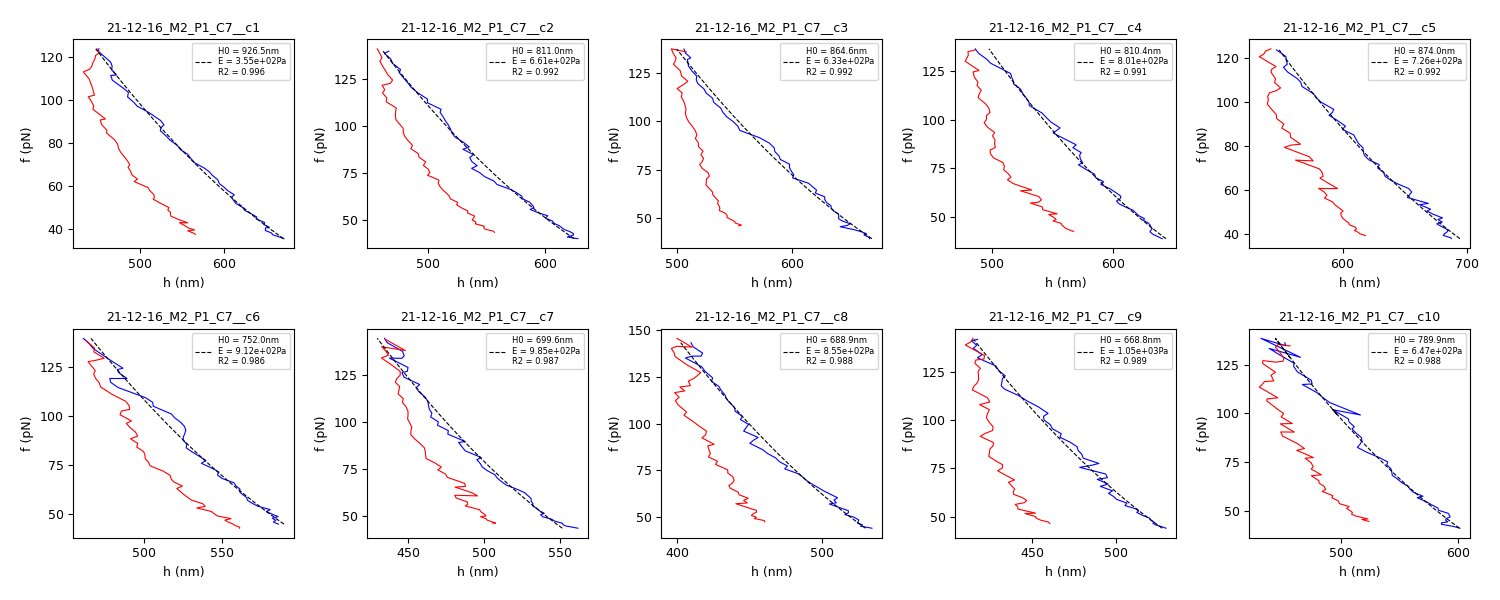 21-12-16_M2_P1_C7__c1
H0 = 926.5nm
E = 3.55e+02Pa
R2 = 0.996
120
100
80
60
40
f (pN)
500 600
h (nm)
21-12-16_M2_P1_C7__c2
H0 = 811.0nm
E = 6.61e+02Pa
R2 = 0.992
125
100
75
50
f (pN)
500 600
h (nm)
21-12-16_M2_P1_C7__c3
H0 = 864.6nm
E = 6.33e+02Pa
R2 = 0.992
125
100
75
50
f (pN)
500 600
h (nm)
21-12-16_M2_P1_C7__c4
H0 = 810.4nm
E = 8.01e+02Pa
R2 = 0.991
125
100
75
50
f (pN)
500 600
h (nm)
21-12-16_M2_P1_C7__c5
H0 = 874.0nm
E = 7.26e+02Pa
R2 = 0.992
120
100
80
60
40
f (pN)
600 700
h (nm)
21-12-16_M2_P1_C7__c6
H0 = 752.0nm
E = 9.12e+02Pa
R2 = 0.986
125
100
75
50
f (pN)
500 550
h (nm)
21-12-16_M2_P1_C7__c7
H0 = 699.6nm
E = 9.85e+02Pa
R2 = 0.987
125
100
75
50
f (pN)
450 500 550
h (nm)
21-12-16_M2_P1_C7__c8
H0 = 688.9nm
E = 8.55e+02Pa
R2 = 0.988
150
125
100
75
50
f (pN)
400 500
h (nm)
21-12-16_M2_P1_C7__c9
H0 = 668.8nm
E = 1.05e+03Pa
R2 = 0.989
125
100
75
50
f (pN)
450 500
h (nm)
21-12-16_M2_P1_C7__c10
H0 = 789.9nm
E = 6.47e+02Pa
R2 = 0.988
125
100
75
50
f (pN)
500 600
h (nm)